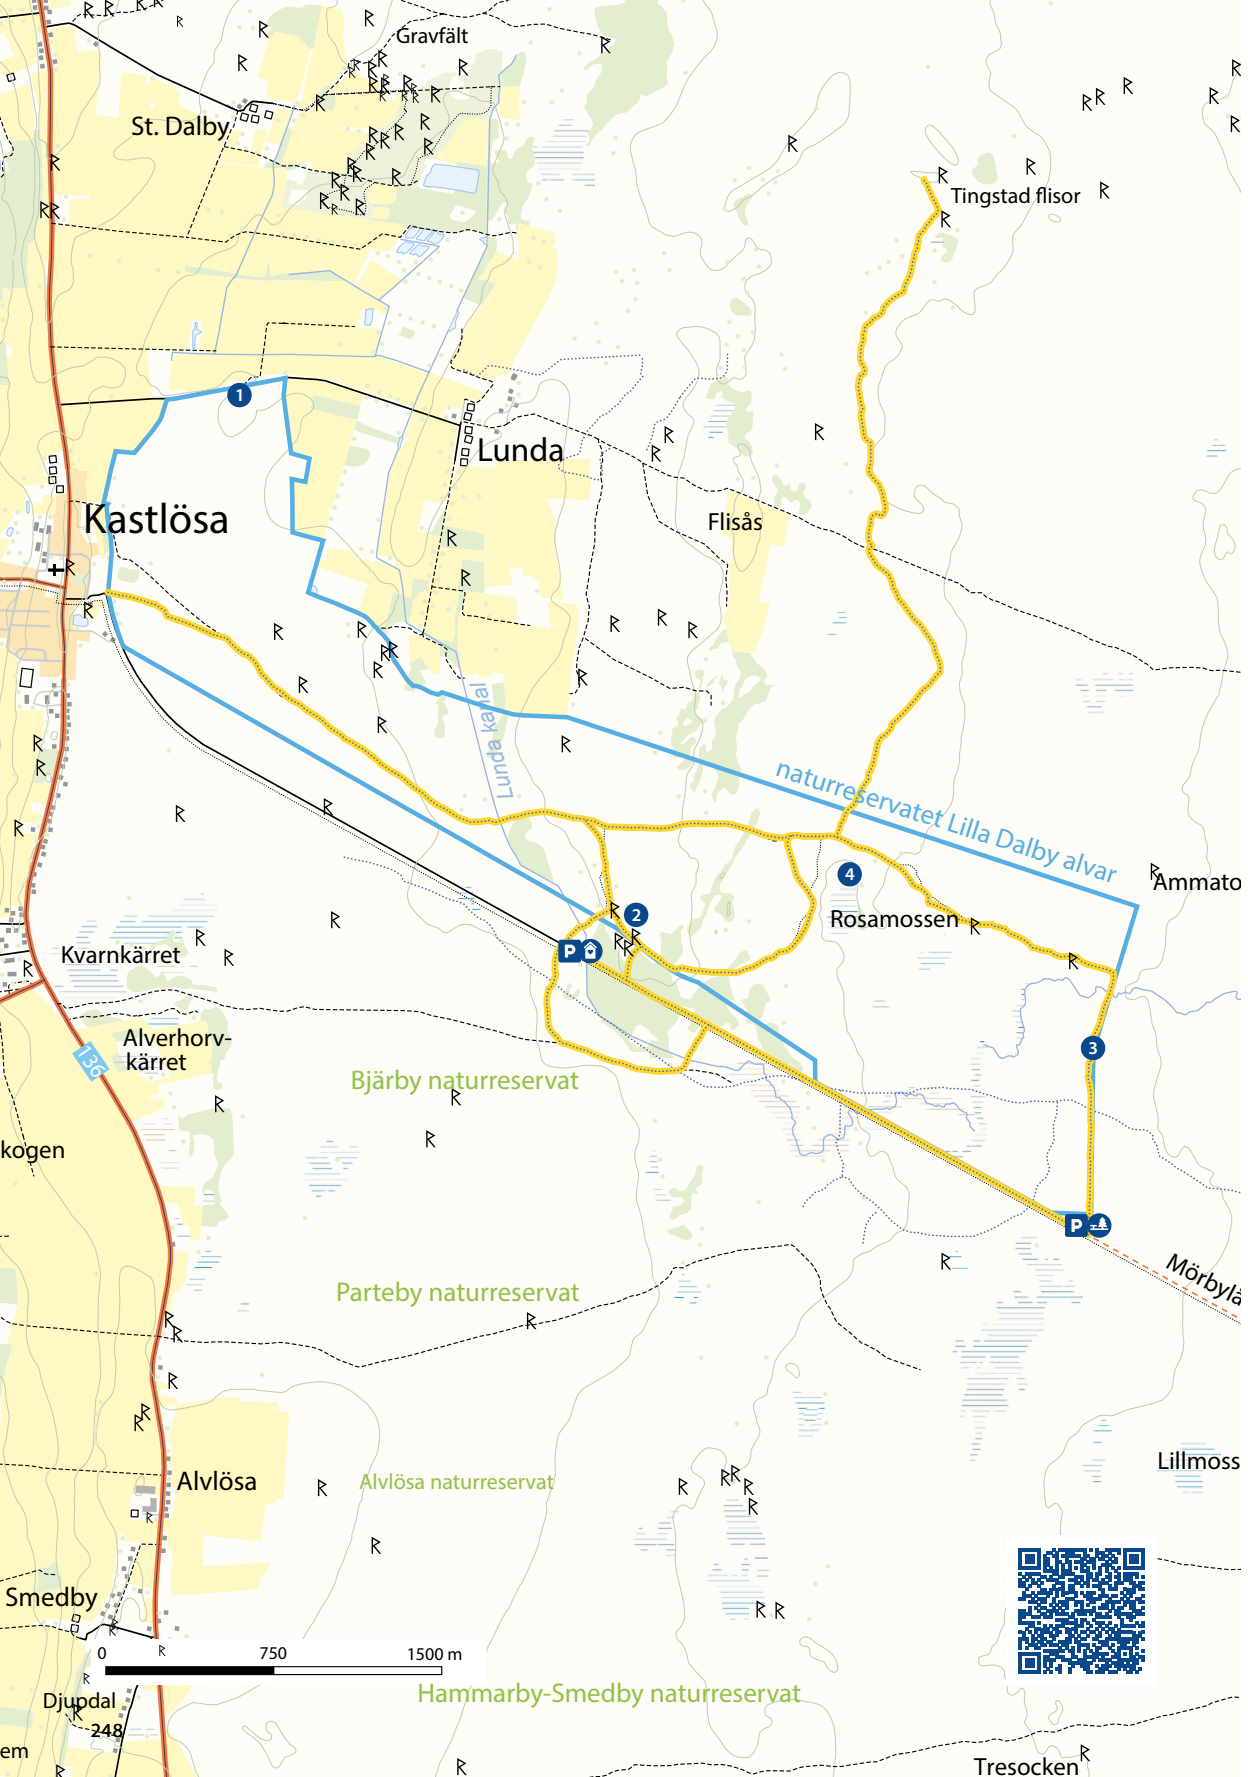 Gravfält
St. Dalby
Tingstad flisor
1
Lunda
Kastlösa
Flisås
Lunda kanal
naturreservatet Lilla Dalby alvar
4
Ammato
2
Rosamossen
P
Kvarnkärret
Alverhorv-
kärret
136
3
Bjärby naturreservat
kogen
P
Mörbylå
Parteby naturreservat
Lillmoss
Alvlösa
Alvlösa naturreservat
Smedby
0 750 1500 m
Hammarby-Smedby naturreservat
Djupdal
248
em
Tresocken